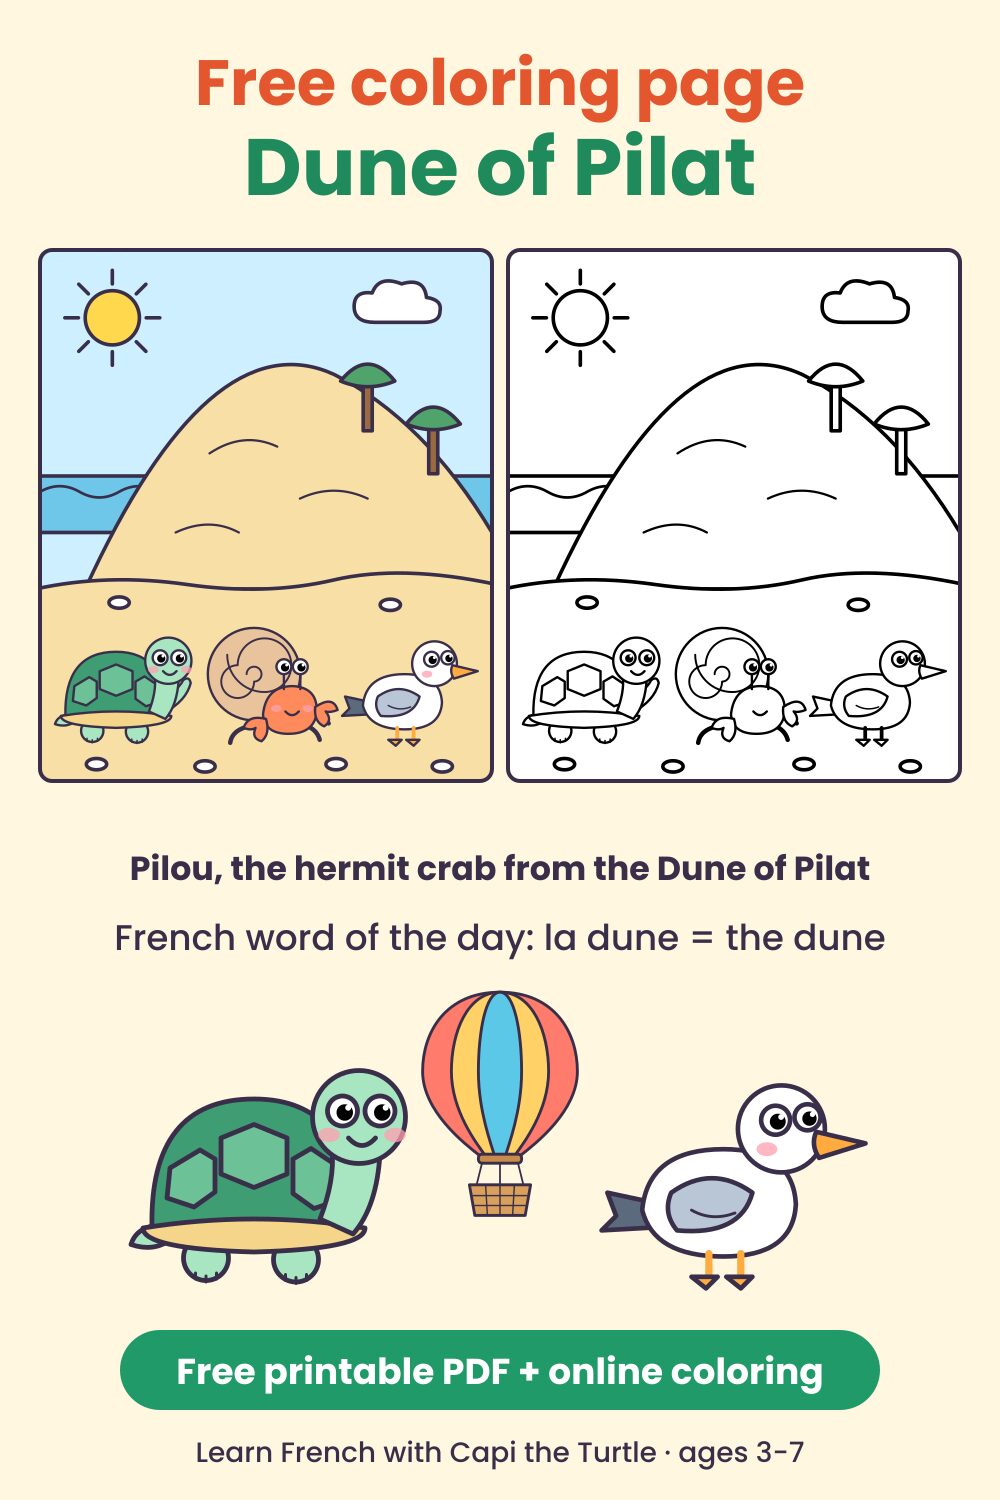 Free coloring page
Dune of Pilat
Pilou, the hermit crab from the Dune of Pilat
French word of the day: la dune = the dune
Free printable PDF + online coloring
Learn French with Capi the Turtle · ages 3–7